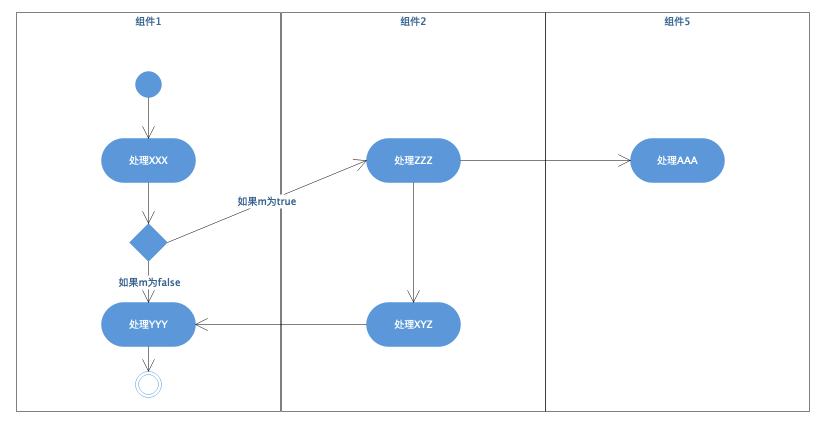 组件1
组件2
组件5
处理XXX
处理ZZZ
处理AAA
如果m为true
如果m为false
处理YYY
处理XYZ